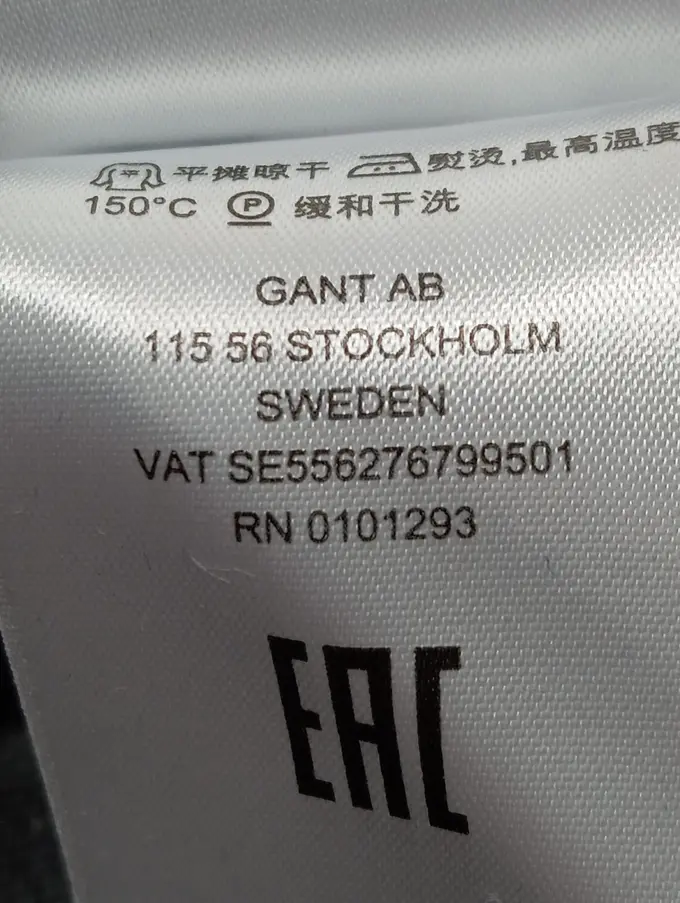 平摊晾干 熨烫,最高温度
150°C P 缓和干洗
GANT AB
115 56 STOCKHOLM
SWEDEN
VAT SE556276799501
RN 0101293
EAC